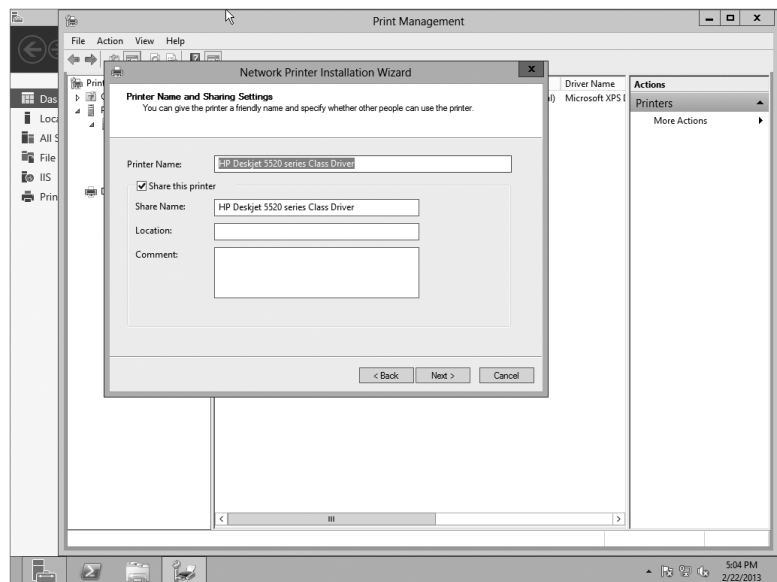 Print Management
File Action View Help
Network Printer Installation Wizard
Printer Name and Sharing Settings
You can give the printer a friendly name and specify whether other people can use the printer.
Printer Name: HP Deskjet 5520 series Class Driver
Share this printer
Share Name: HP Deskjet 5520 series Class Driver
Location:
Comment:
< Back Next > Cancel
Driver Name
Microsoft XPS
Actions
Printers
More Actions
All S
File
IIS
Prin
5:04 PM
2/22/2013